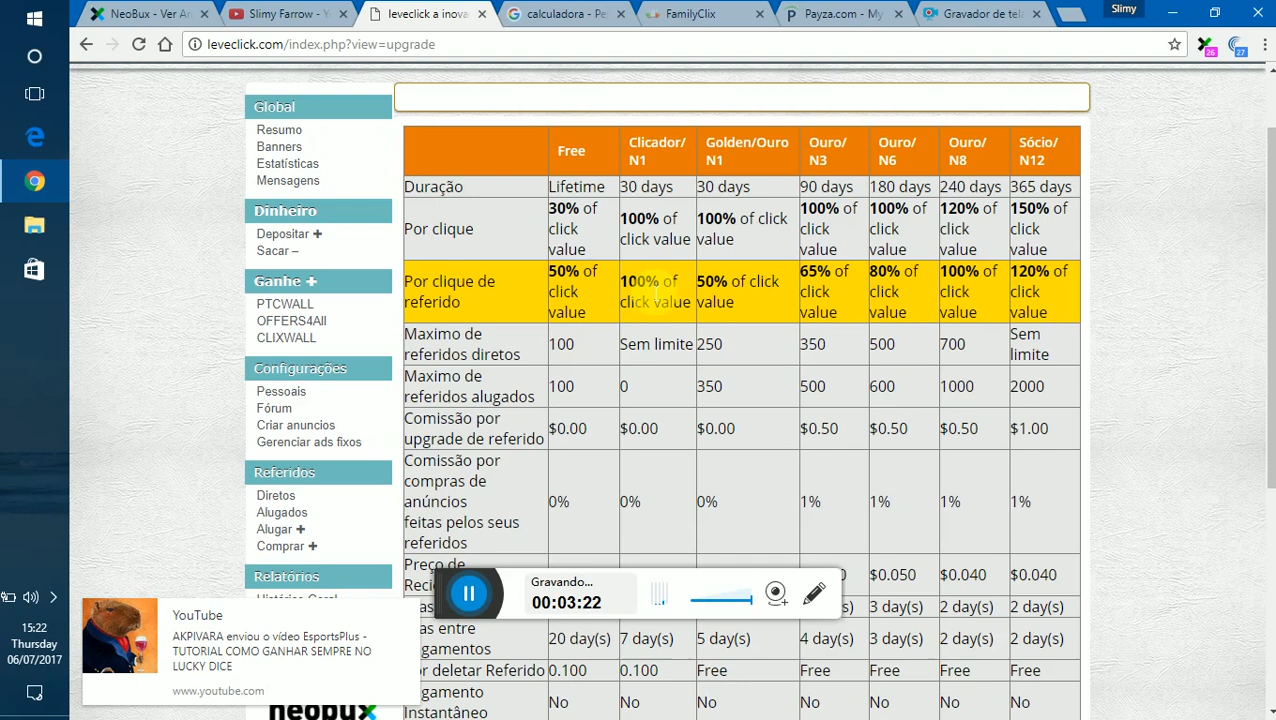 NeoBux - Ver An
Slimy Farrow - Y
leveclick a inova
calculadora - Pe
FamilyClix
Payza.com - My
Gravador de tela
Slimy
leveclick.com/index.php?view=upgrade
26
27
Global
Resumo
Banners
Estatísticas
Mensagens
Dinheiro
Depositar +
Sacar –
Ganhe +
PTCWALL
OFFERS4All
CLIXWALL
Configurações
Pessoais
Fórum
Criar anuncios
Gerenciar ads fixos
Referidos
Diretos
Alugados
Alugar +
Comprar +
Relatórios
Free
Clicador/ N1
Golden/Ouro N1
Ouro/ N3
Ouro/ N6
Ouro/ N8
Sócio/ N12
Duração Lifetime 30 days 30 days 90 days 180 days 240 days 365 days
Por clique 30% of click value 100% of click value 100% of click value 100% of click value 100% of click value 120% of click value 150% of click value
Por clique de referido 50% of click value 100% of click value 50% of click value 65% of click value 80% of click value 100% of click value 120% of click value
Maximo de referidos diretos 100 Sem limite 250 350 500 700 Sem limite
Maximo de referidos alugados 100 0 350 500 600 1000 2000
Comissão por upgrade de referido $0.00 $0.00 $0.00 $0.50 $0.50 $0.50 $1.00
Comissão por compras de anúncios feitas pelos seus referidos 0% 0% 0% 1% 1% 1% 1%
Preço de $0.050 $0.040 $0.040
3 day(s) 2 day(s) 2 day(s)
entre 20 day(s) 7 day(s) 5 day(s) 4 day(s) 3 day(s) 2 day(s) 2 day(s)
deletar Referido 0.100 0.100 Free Free Free Free Free
Instantâneo No No No No No No No
Gravando...
00:03:22
YouTube
AKPIVARA enviou o vídeo EsportsPlus -
TUTORIAL COMO GANHAR SEMPRE NO
LUCKY DICE
www.youtube.com
neobux
15:22
Thursday
06/07/2017